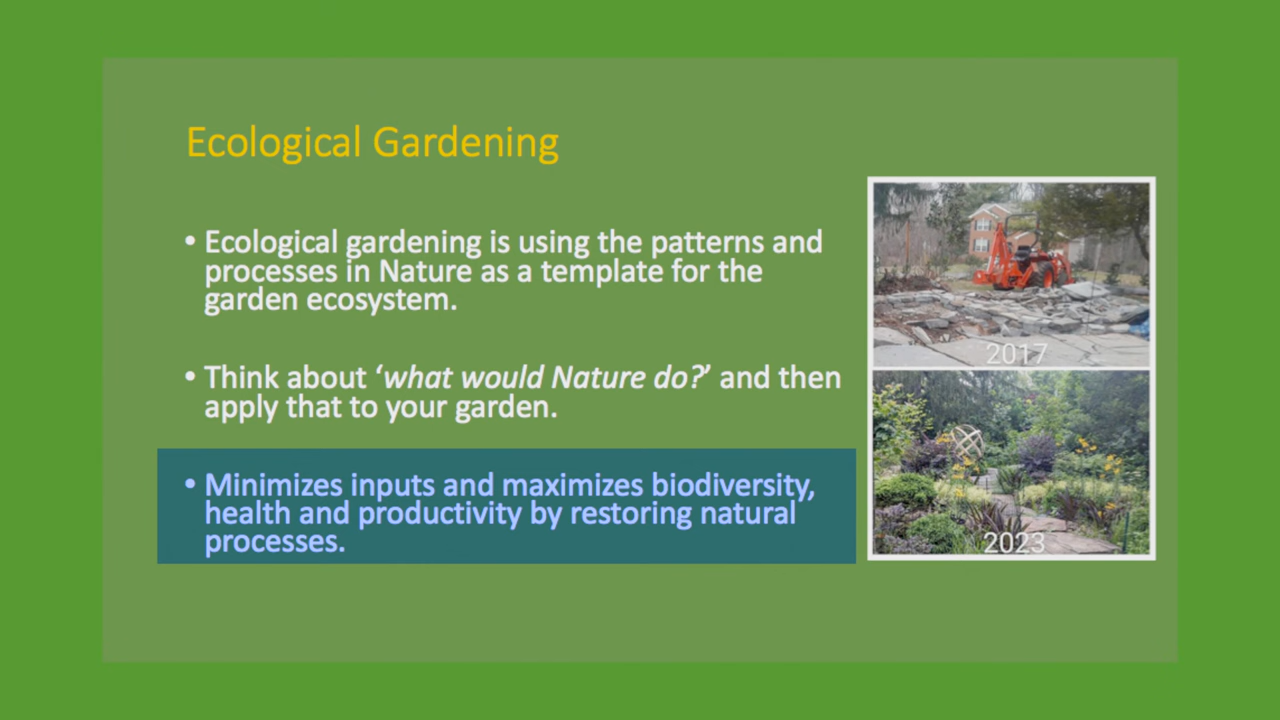 Ecological Gardening
• Ecological gardening is using the patterns and
processes in Nature as a template for the
garden ecosystem.
• Think about ‘what would Nature do?’ and then
apply that to your garden.
• Minimizes inputs and maximizes biodiversity,
health and productivity by restoring natural
processes.
2017
2023